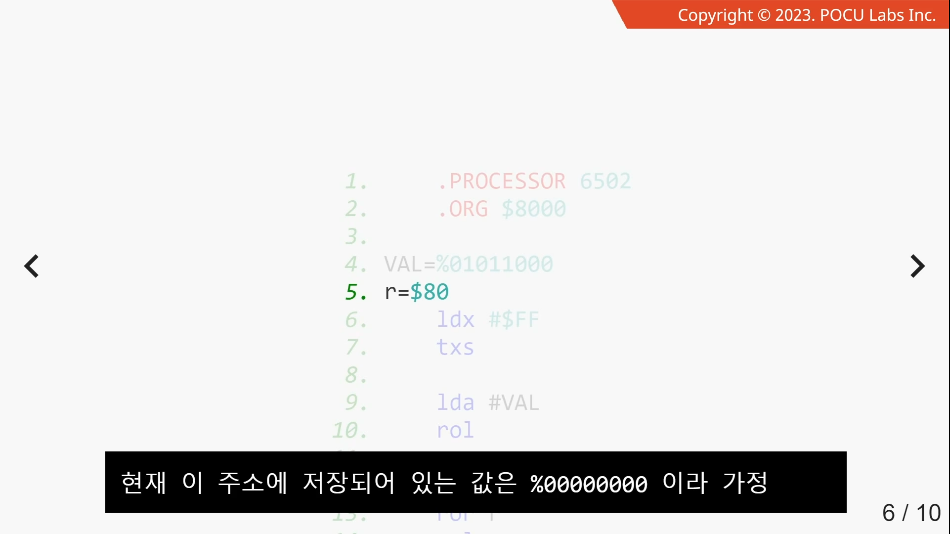 Copyright © 2023. POCU Labs Inc.
1. .PROCESSOR 6502
2. .ORG $8000
3.
4. VAL=%01011000
5. r=$80
6. ldx #$FF
7. txs
8.
9. lda #VAL
10. rol
현재 이 주소에 저장되어 있는 값은 %00000000 이라 가정
6 / 10